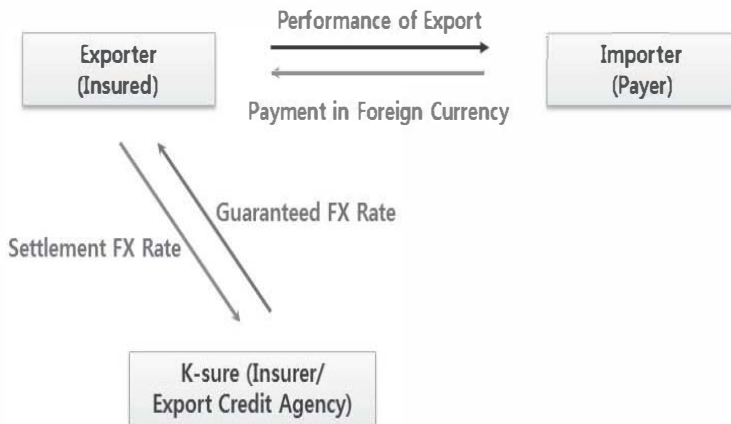 Performance of Export
Exporter
(Insured)
Importer
(Payer)
Payment in Foreign Currency
Guaranteed FX Rate
Settlement FX Rate
K-sure (Insurer/
Export Credit Agency)